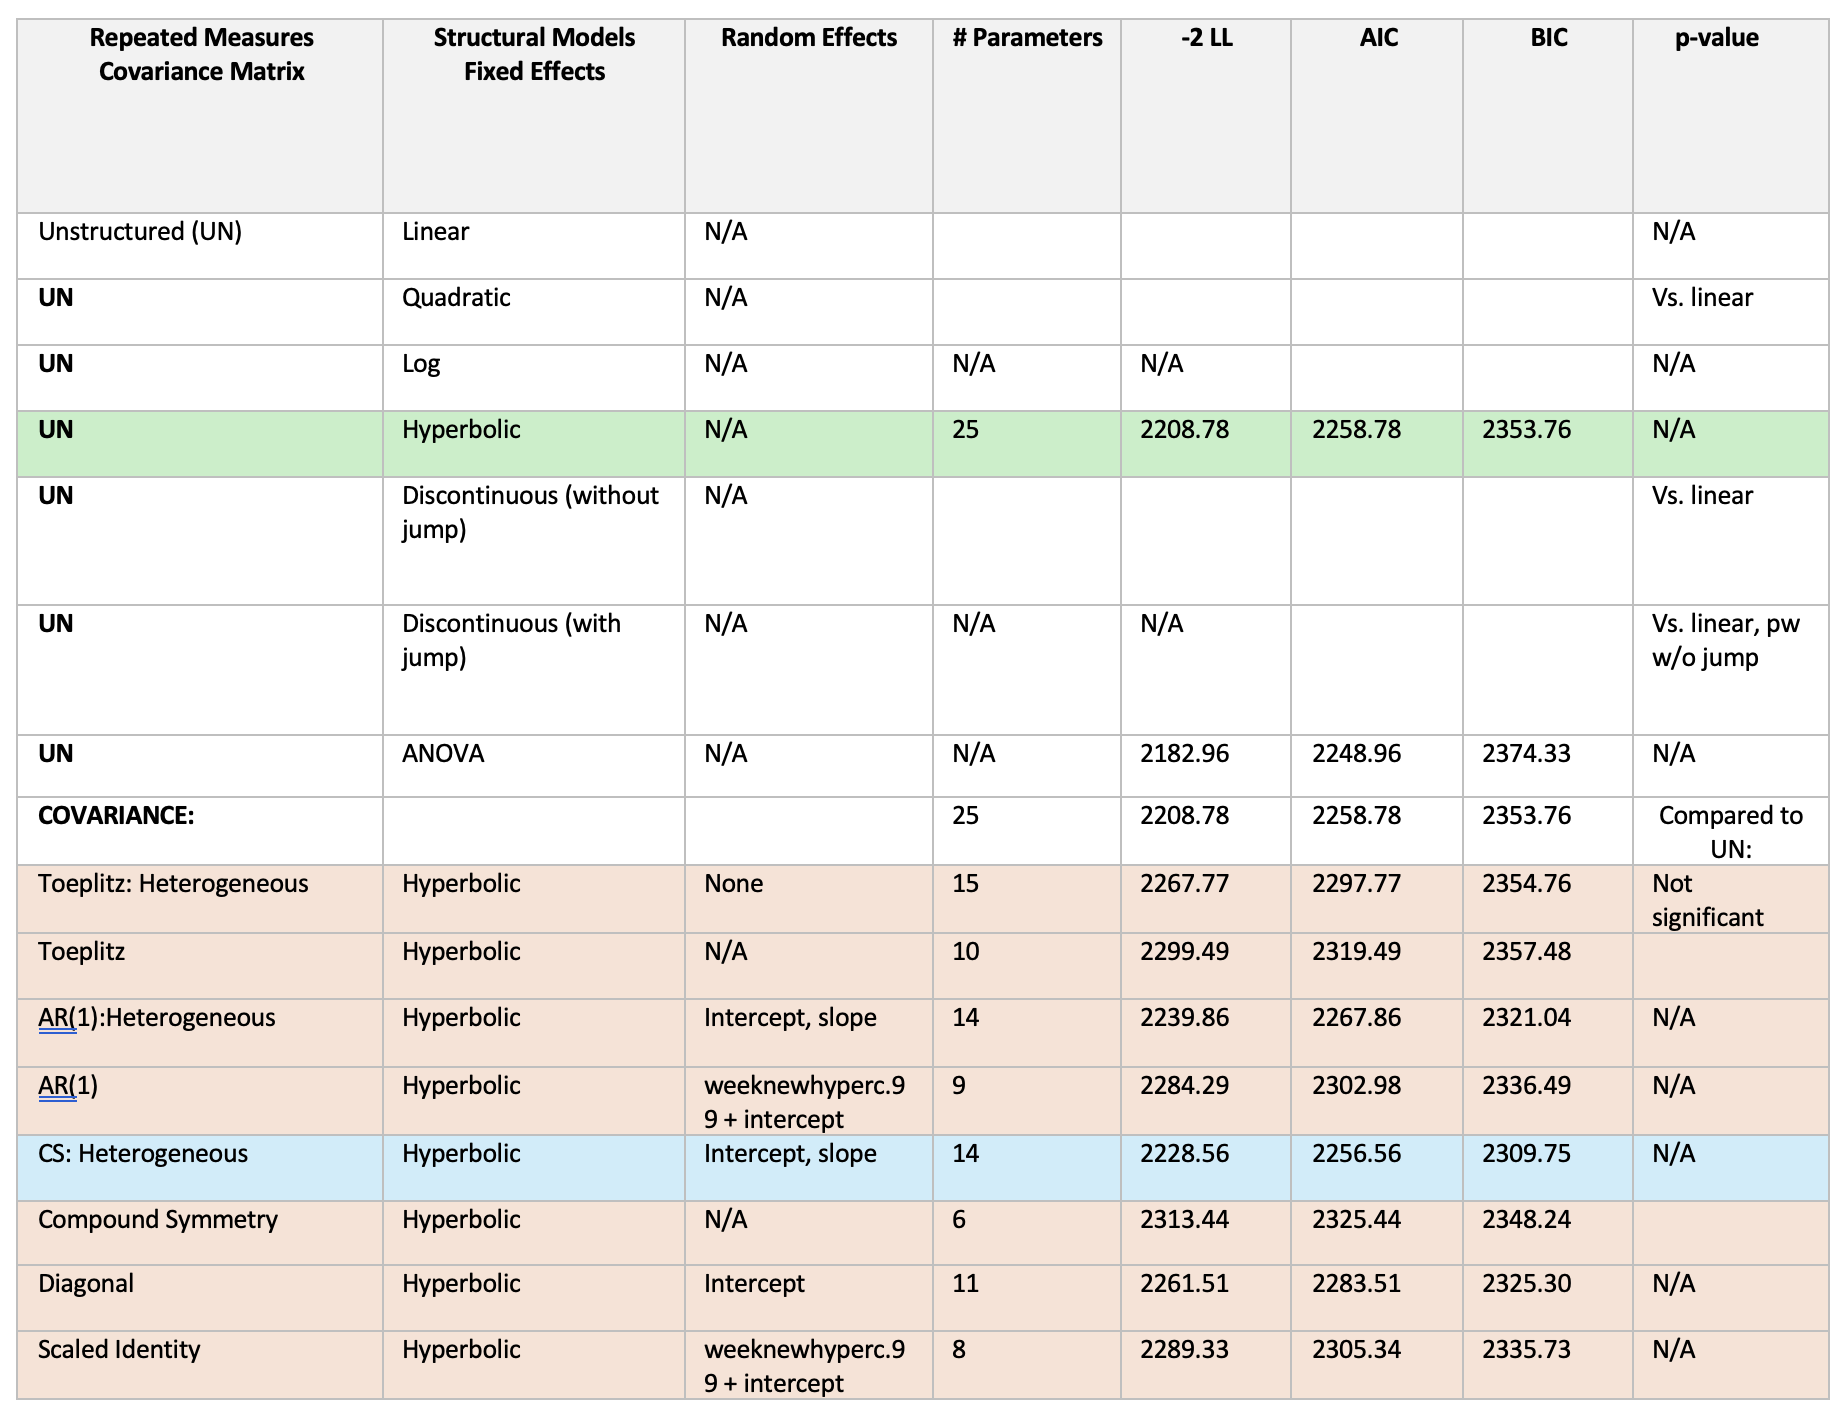 Repeated Measures Structural Models Random Effects # Parameters -2 LL AIC BIC p-value
Covariance Matrix Fixed Effects
Unstructured (UN) Linear N/A N/A
UN Quadratic N/A Vs. linear
UN Log N/A N/A N/A N/A
UN Hyperbolic N/A 25 2208.78 2258.78 2353.76 N/A
UN Discontinuous (without N/A Vs. linear
jump)
UN Discontinuous (with N/A N/A N/A Vs. linear, pw
jump) w/o jump
UN ANOVA N/A N/A 2182.96 2248.96 2374.33 N/A
COVARIANCE: 25 2208.78 2258.78 2353.76 Compared to
UN:
Toeplitz: Heterogeneous Hyperbolic None 15 2267.77 2297.77 2354.76 Not
significant
Toeplitz Hyperbolic N/A 10 2299.49 2319.49 2357.48
AR(1):Heterogeneous Hyperbolic Intercept, slope 14 2239.86 2267.86 2321.04 N/A
AR(1) Hyperbolic weeknewhyperc.9 9 2284.29 2302.98 2336.49 N/A
9 + intercept
CS: Heterogeneous Hyperbolic Intercept, slope 14 2228.56 2256.56 2309.75 N/A
Compound Symmetry Hyperbolic N/A 6 2313.44 2325.44 2348.24
Diagonal Hyperbolic Intercept 11 2261.51 2283.51 2325.30 N/A
Scaled Identity Hyperbolic weeknewhyperc.9 8 2289.33 2305.34 2335.73 N/A
9 + intercept